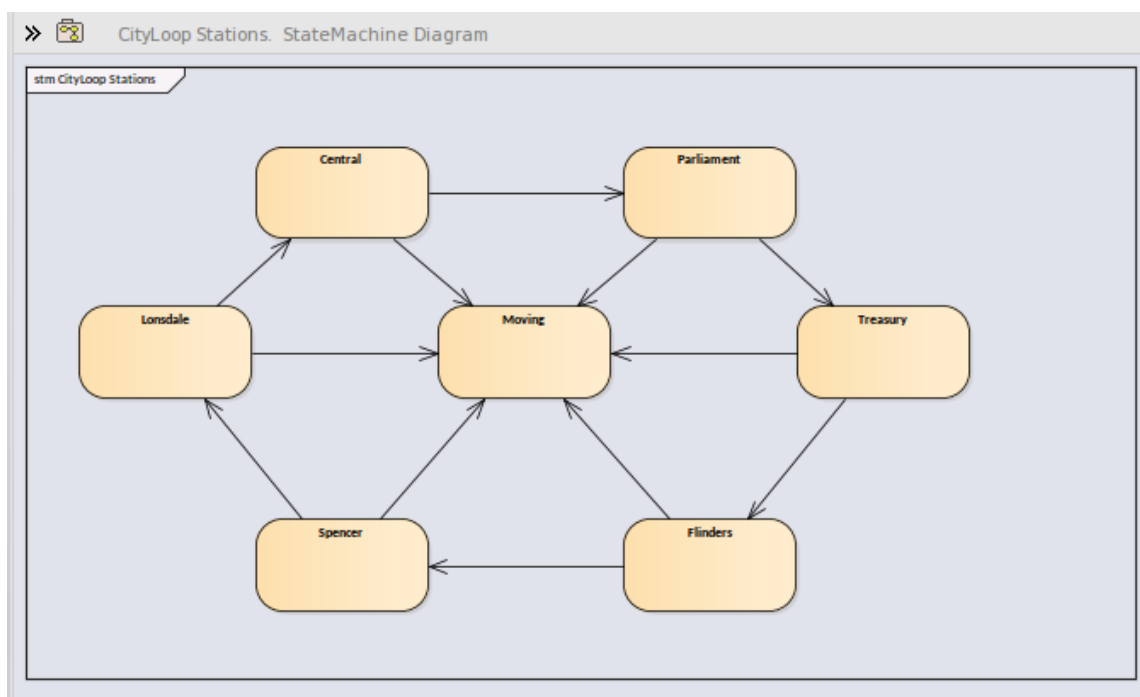 CityLoop Stations. StateMachine Diagram
stm CityLoop Stations
Central
Parliament
Lonsdale
Moving
Treasury
Spencer
Flinders